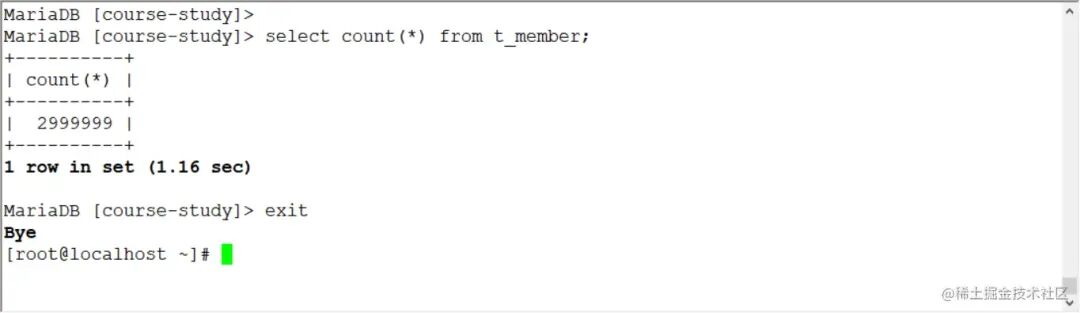 MariaDB [course-study]>
MariaDB [course-study]> select count(*) from t_member;
+----------+
| count(*) |
+----------+
|  2999999 |
+----------+
1 row in set (1.16 sec)

MariaDB [course-study]> exit
Bye
[root@localhost ~]#
@稀土掘金技术社区